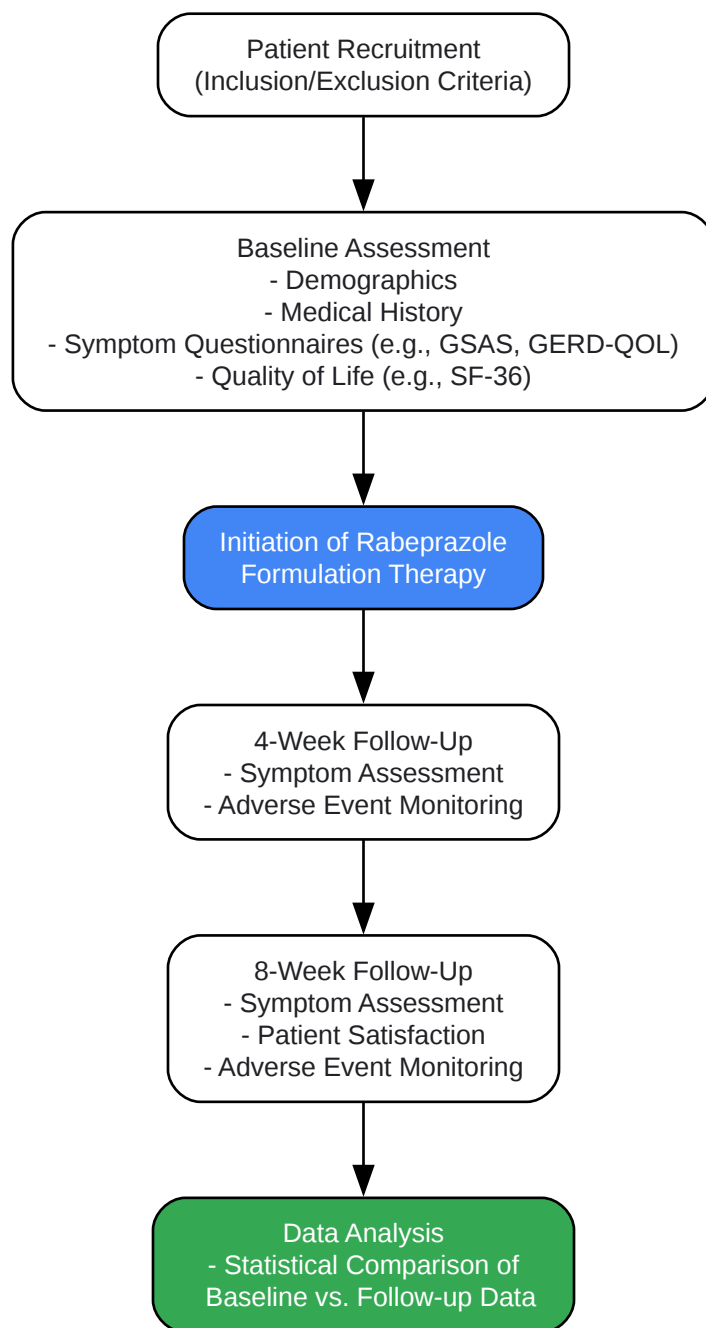 Patient Recruitment
(Inclusion/Exclusion Criteria)
Baseline Assessment
- Demographics
- Medical History
- Symptom Questionnaires (e.g., GSAS, GERD-QOL)
- Quality of Life (e.g., SF-36)
Initiation of Rabeprazole
Formulation Therapy
4-Week Follow-Up
- Symptom Assessment
- Adverse Event Monitoring
8-Week Follow-Up
- Symptom Assessment
- Patient Satisfaction
- Adverse Event Monitoring
Data Analysis
- Statistical Comparison of
Baseline vs. Follow-up Data